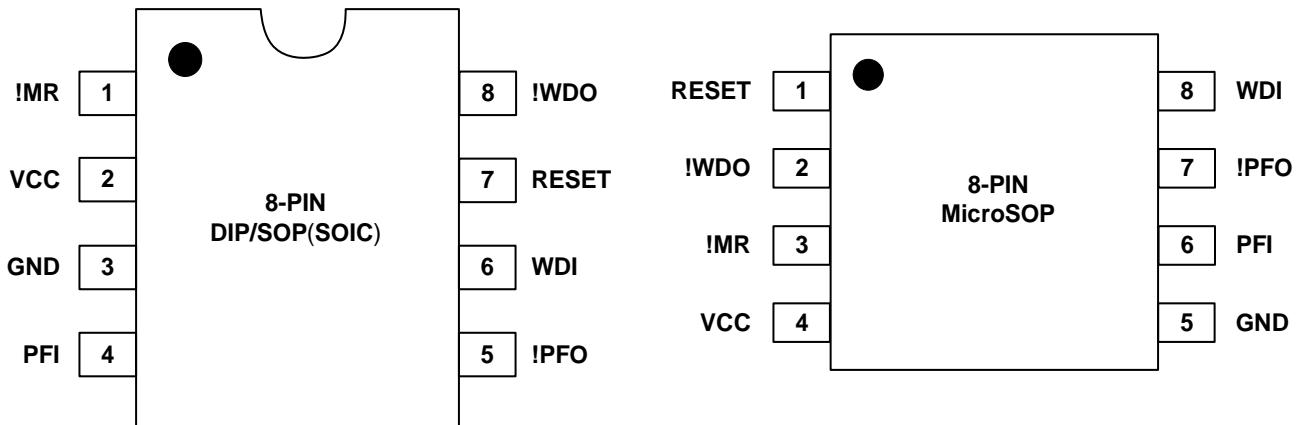 !MR 1
8 !WDO
VCC 2
7 RESET
8-PIN
DIP/SOP(SOIC)
GND 3
6 WDI
PFI 4
5 !PFO
RESET 1
8 WDI
!WDO 2
7 !PFO
8-PIN
MicroSOP
!MR 3
6 PFI
VCC 4
5 GND